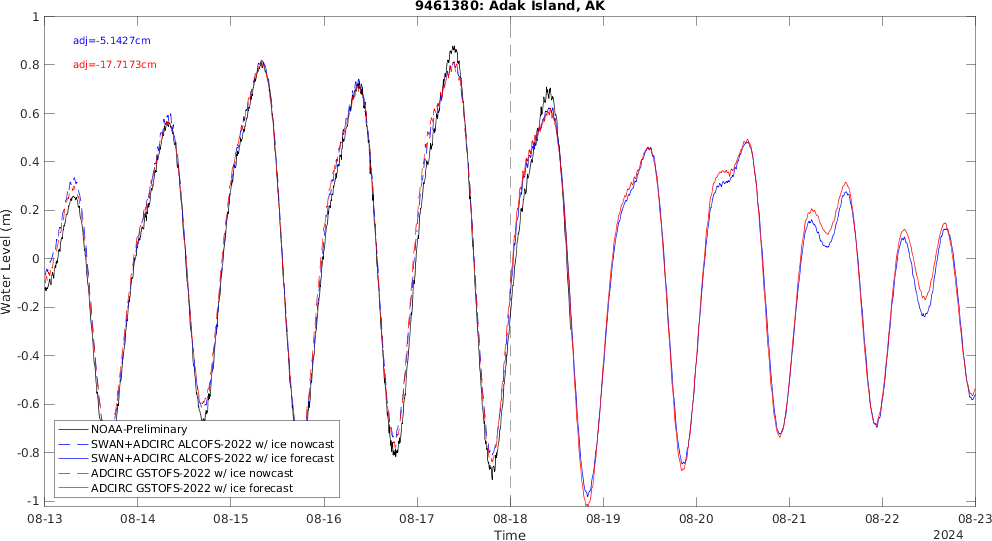 9461380: Adak Island, AK
adj=-5.1427cm
adj=-17.7173cm
Water Level (m)
1
0.8
0.6
0.4
0.2
0
-0.2
-0.4
-0.6
-0.8
-1
NOAA-Preliminary
SWAN+ADCIRC ALCOFS-2022 w/ ice nowcast
SWAN+ADCIRC ALCOFS-2022 w/ ice forecast
ADCIRC GSTOFS-2022 w/ ice nowcast
ADCIRC GSTOFS-2022 w/ ice forecast
08-13 08-14 08-15 08-16 08-17 08-18 08-19 08-20 08-21 08-22 08-23
Time
2024